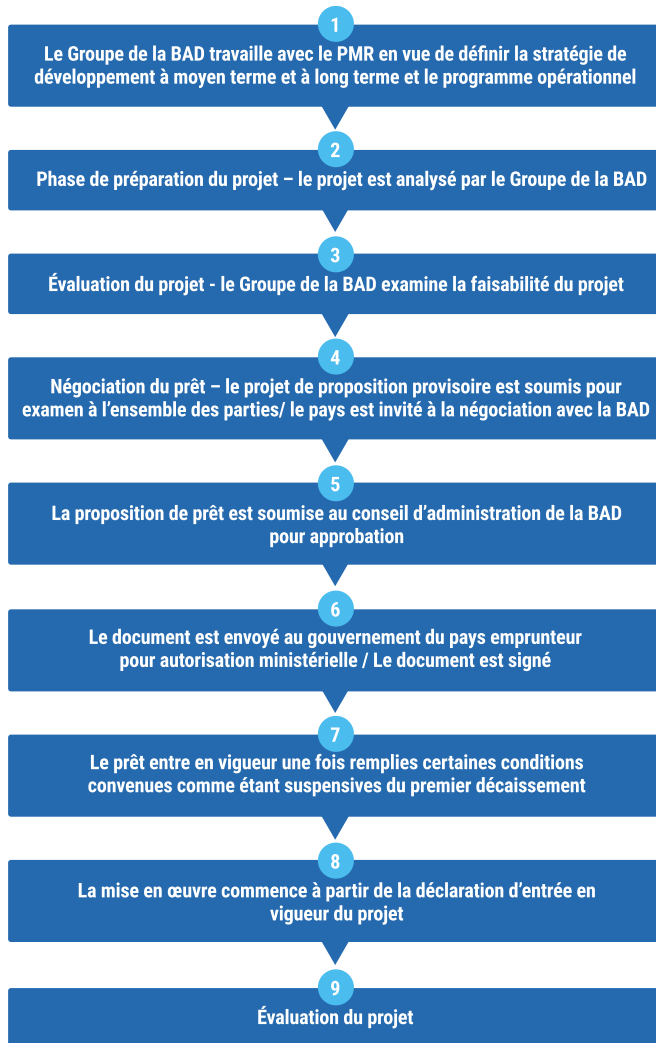 1
Le Groupe de la BAD travaille avec le PMR en vue de définir la stratégie de
développement à moyen terme et à long terme et le programme opérationnel
2
Phase de préparation du projet – le projet est analysé par le Groupe de la BAD
3
Évaluation du projet - le Groupe de la BAD examine la faisabilité du projet
4
Négociation du prêt – le projet de proposition provisoire est soumis pour
examen à l’ensemble des parties/ le pays est invité à la négociation avec la BAD
5
La proposition de prêt est soumise au conseil d’administration de la BAD
pour approbation
6
Le document est envoyé au gouvernement du pays emprunteur
pour autorisation ministérielle / Le document est signé
7
Le prêt entre en vigueur une fois remplies certaines conditions
convenues comme étant suspensives du premier décaissement
8
La mise en œuvre commence à partir de la déclaration d’entrée en
vigueur du projet
9
Évaluation du projet